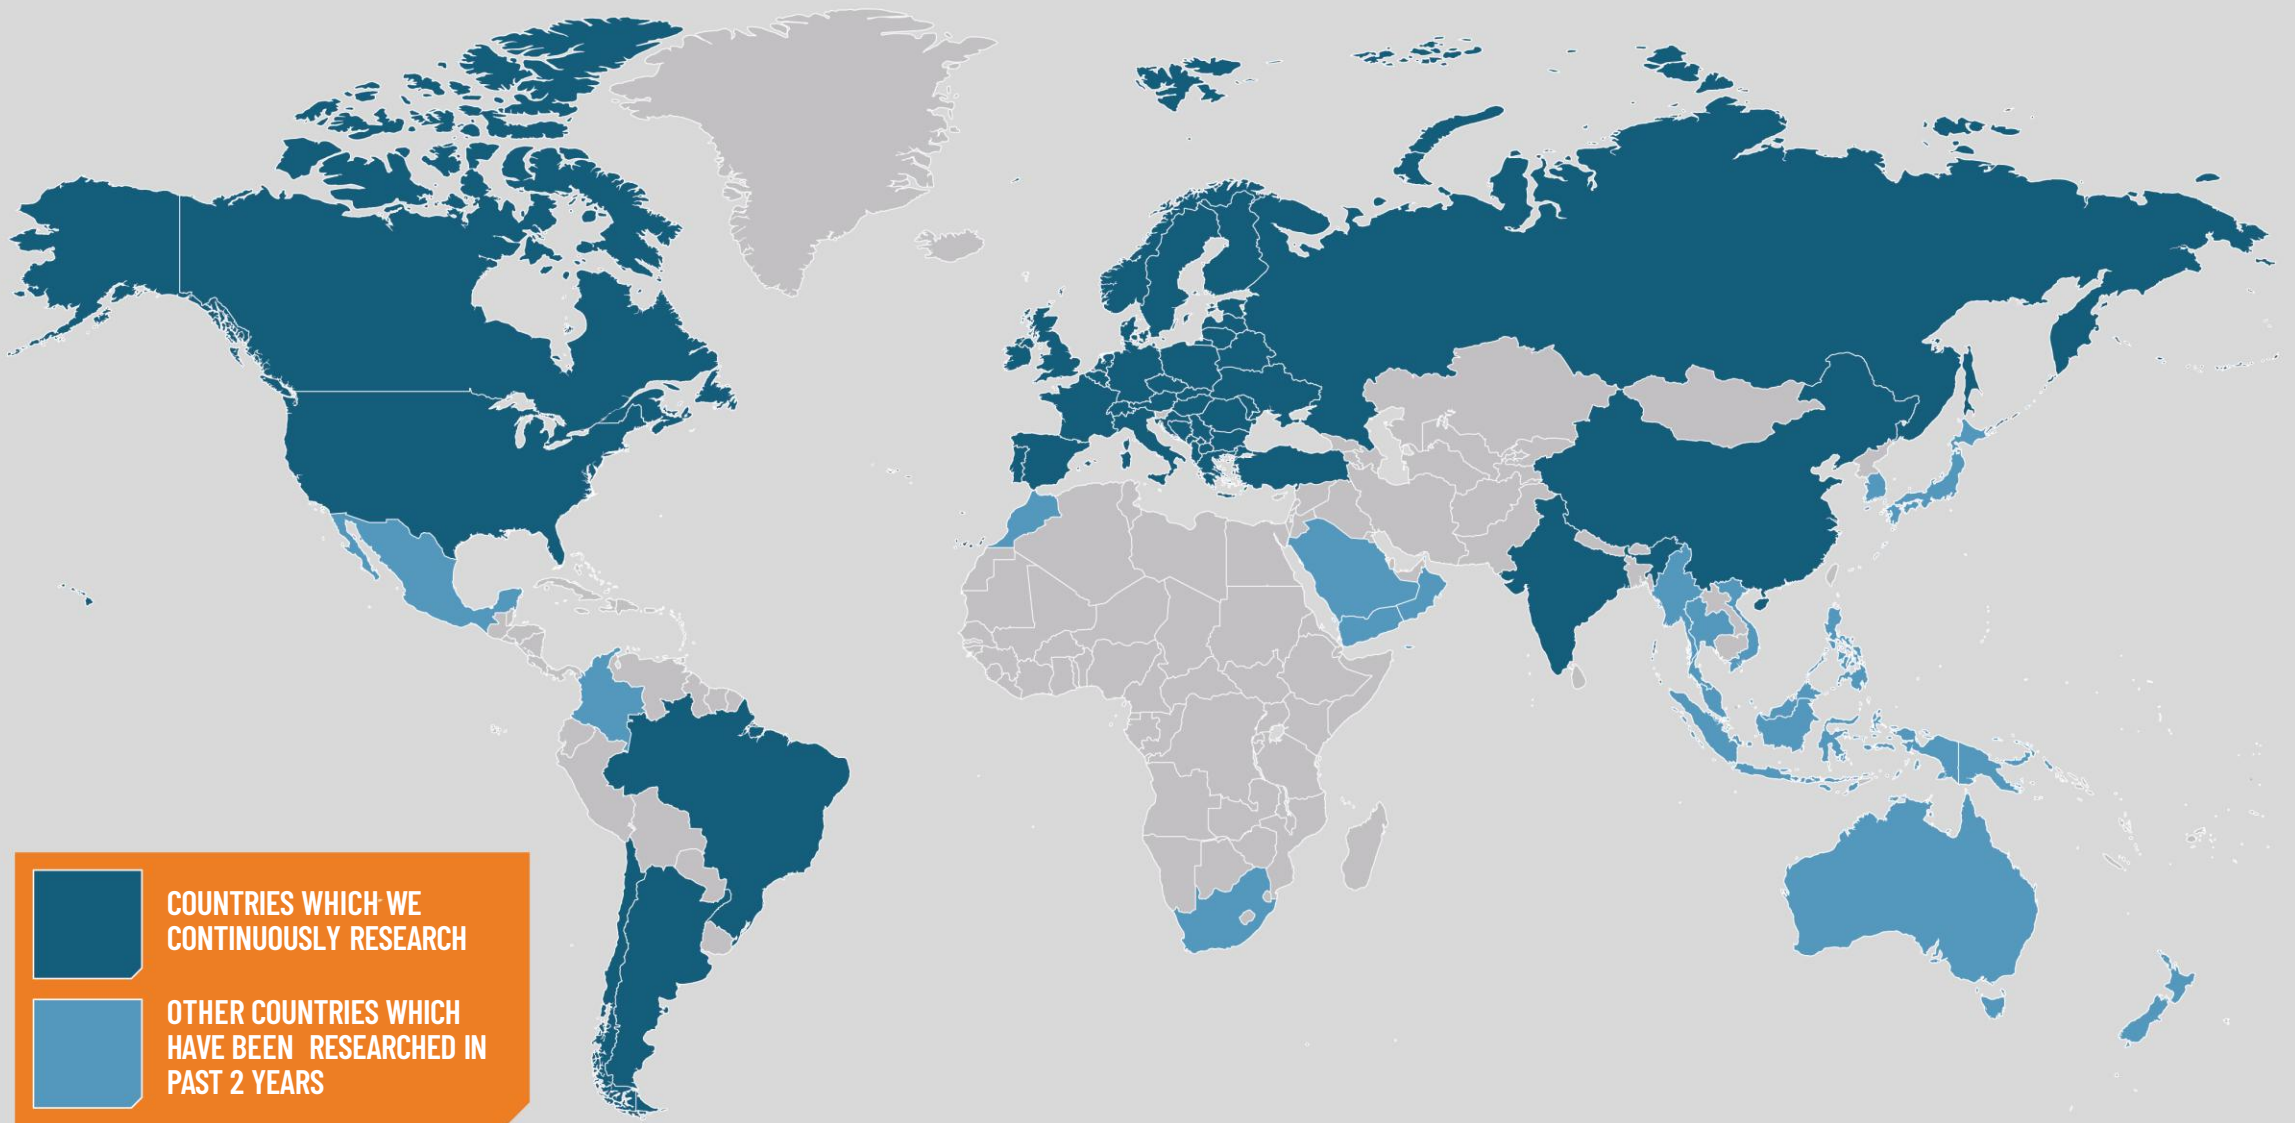 COUNTRIES WHICH WE
CONTINUOUSLY RESEARCH
OTHER COUNTRIES WHICH
HAVE BEEN RESEARCHED IN
PAST 2 YEARS